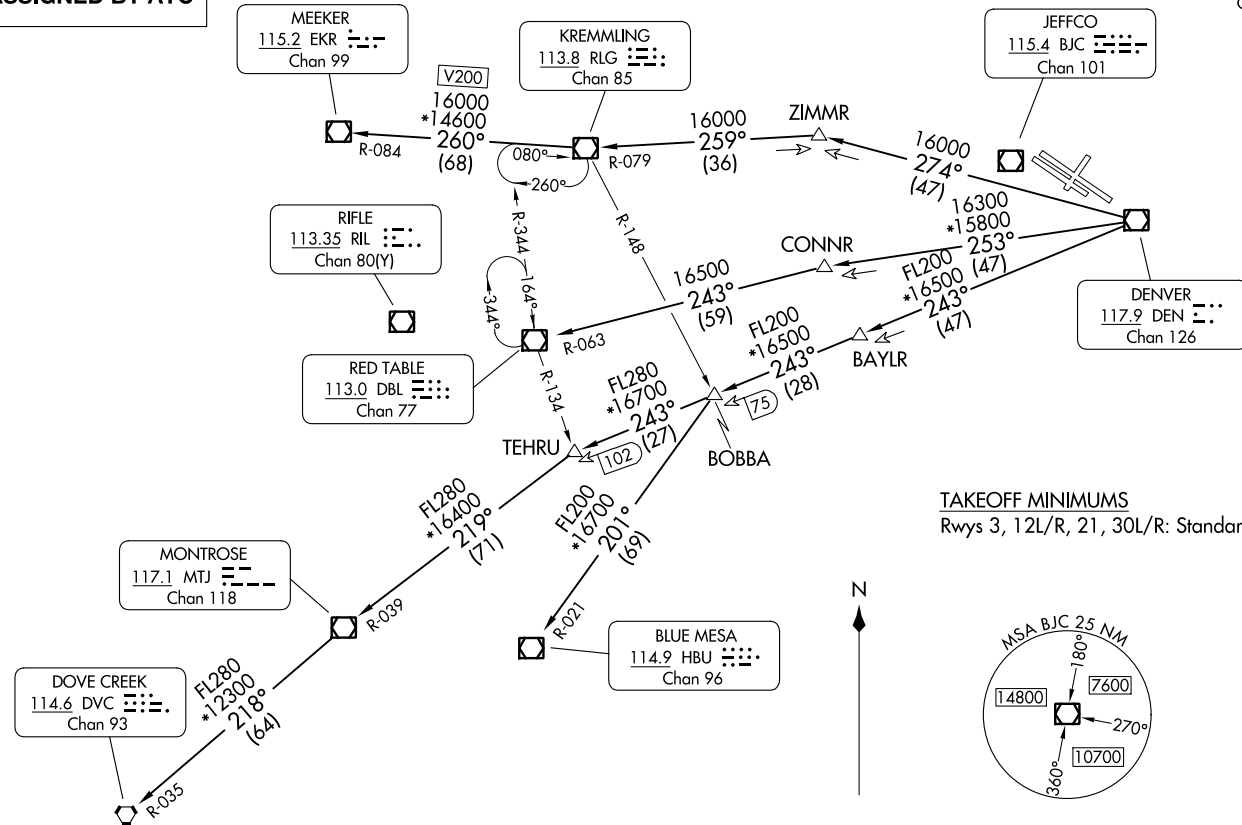 ASSIGNED BY ATC
MEEKER
115.2 EKR
Chan 99
KREMMLING
113.8 RLG
Chan 85
JEFFCO
115.4 BJC
Chan 101
V200
16000
*14600
260°
(68)
R-084
080°
260°
R-079
16000
259°
(36)
ZIMMR
16000
274°
(47)
RIFLE
113.35 RIL
Chan 80(Y)
R-344
164°
344°
R-148
CONNR
16300
*15800
253°
(47)
16500
243°
(59)
R-063
FL200
*16500
243°
(47)
DENVER
117.9 DEN
Chan 126
RED TABLE
113.0 DBL
Chan 77
R-134
BAYLR
FL200
*16500
243°
(28)
75
BOBBA
FL280
*16700
243°
(27)
102
TEHRU
FL280
*16400
219°
(71)
FL200
*16700
201°
(69)
TAKEOFF MINIMUMS
Rwys 3, 12L/R, 21, 30L/R: Standar
MONTROSE
117.1 MTJ
Chan 118
R-039
R-021
BLUE MESA
114.9 HBU
Chan 96
N
MSA BJC 25 NM
180°
14800
7600
270°
10700
360°
DOVE CREEK
114.6 DVC
Chan 93
FL280
*12300
218°
(64)
R-035